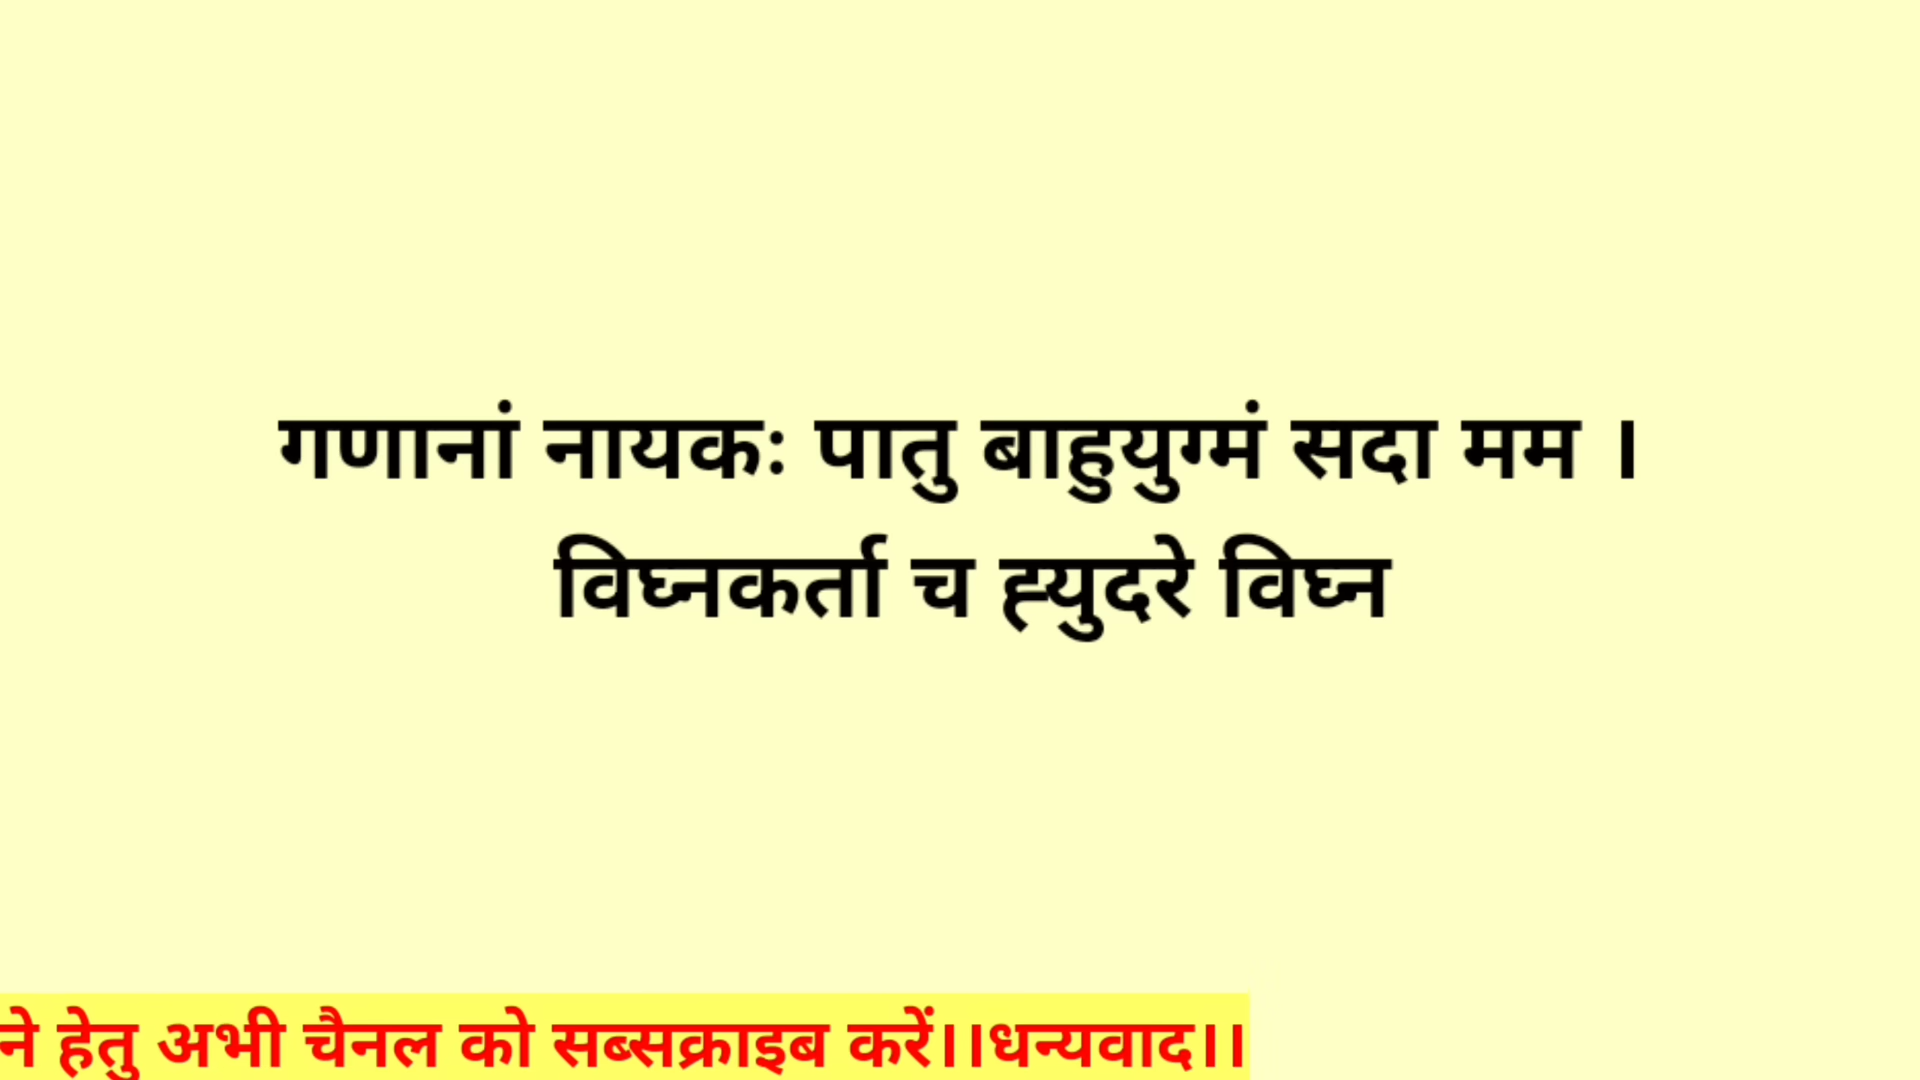 गणानां नायकः पातु बाहुयुग्मं सदा मम ।
विघ्नकर्ता च ह्युदरे विघ्न
ने हेतु अभी चैनल को सब्सक्राइब करें।।धन्यवाद।।